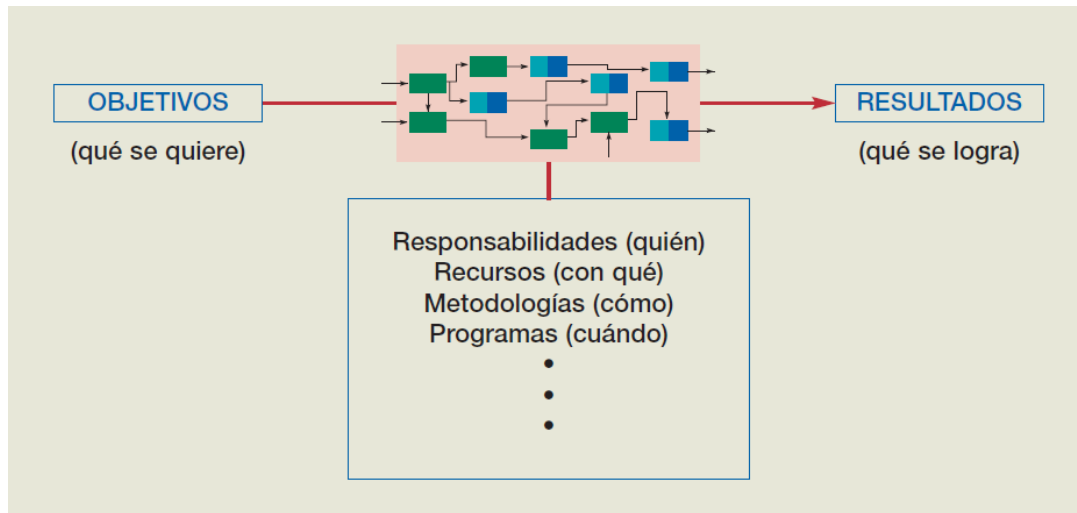 OBJETIVOS
(qué se quiere)
RESULTADOS
(qué se logra)
Responsabilidades (quién)
Recursos (con qué)
Metodologías (cómo)
Programas (cuándo)
•
•
•